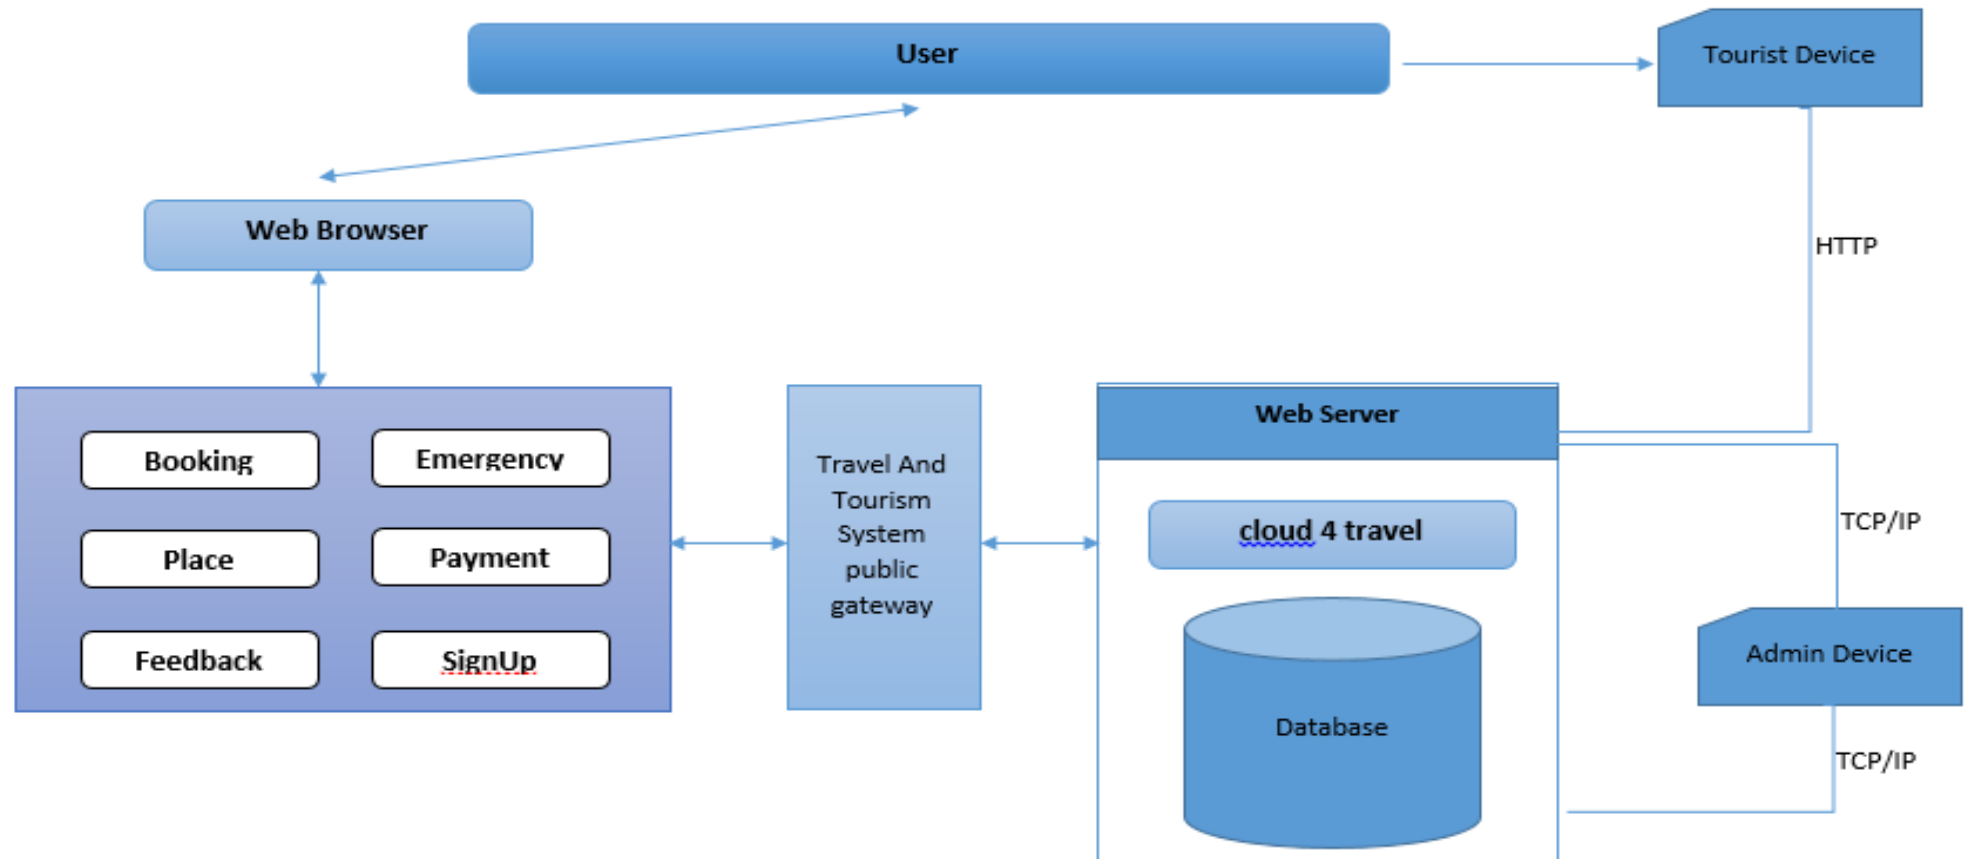 User
Tourist Device
Web Browser
HTTP
Booking
Emergency
Place
Payment
Feedback
SignUp
Travel And
Tourism
System
public
gateway
Web Server
cloud 4 travel
Database
TCP/IP
Admin Device
TCP/IP